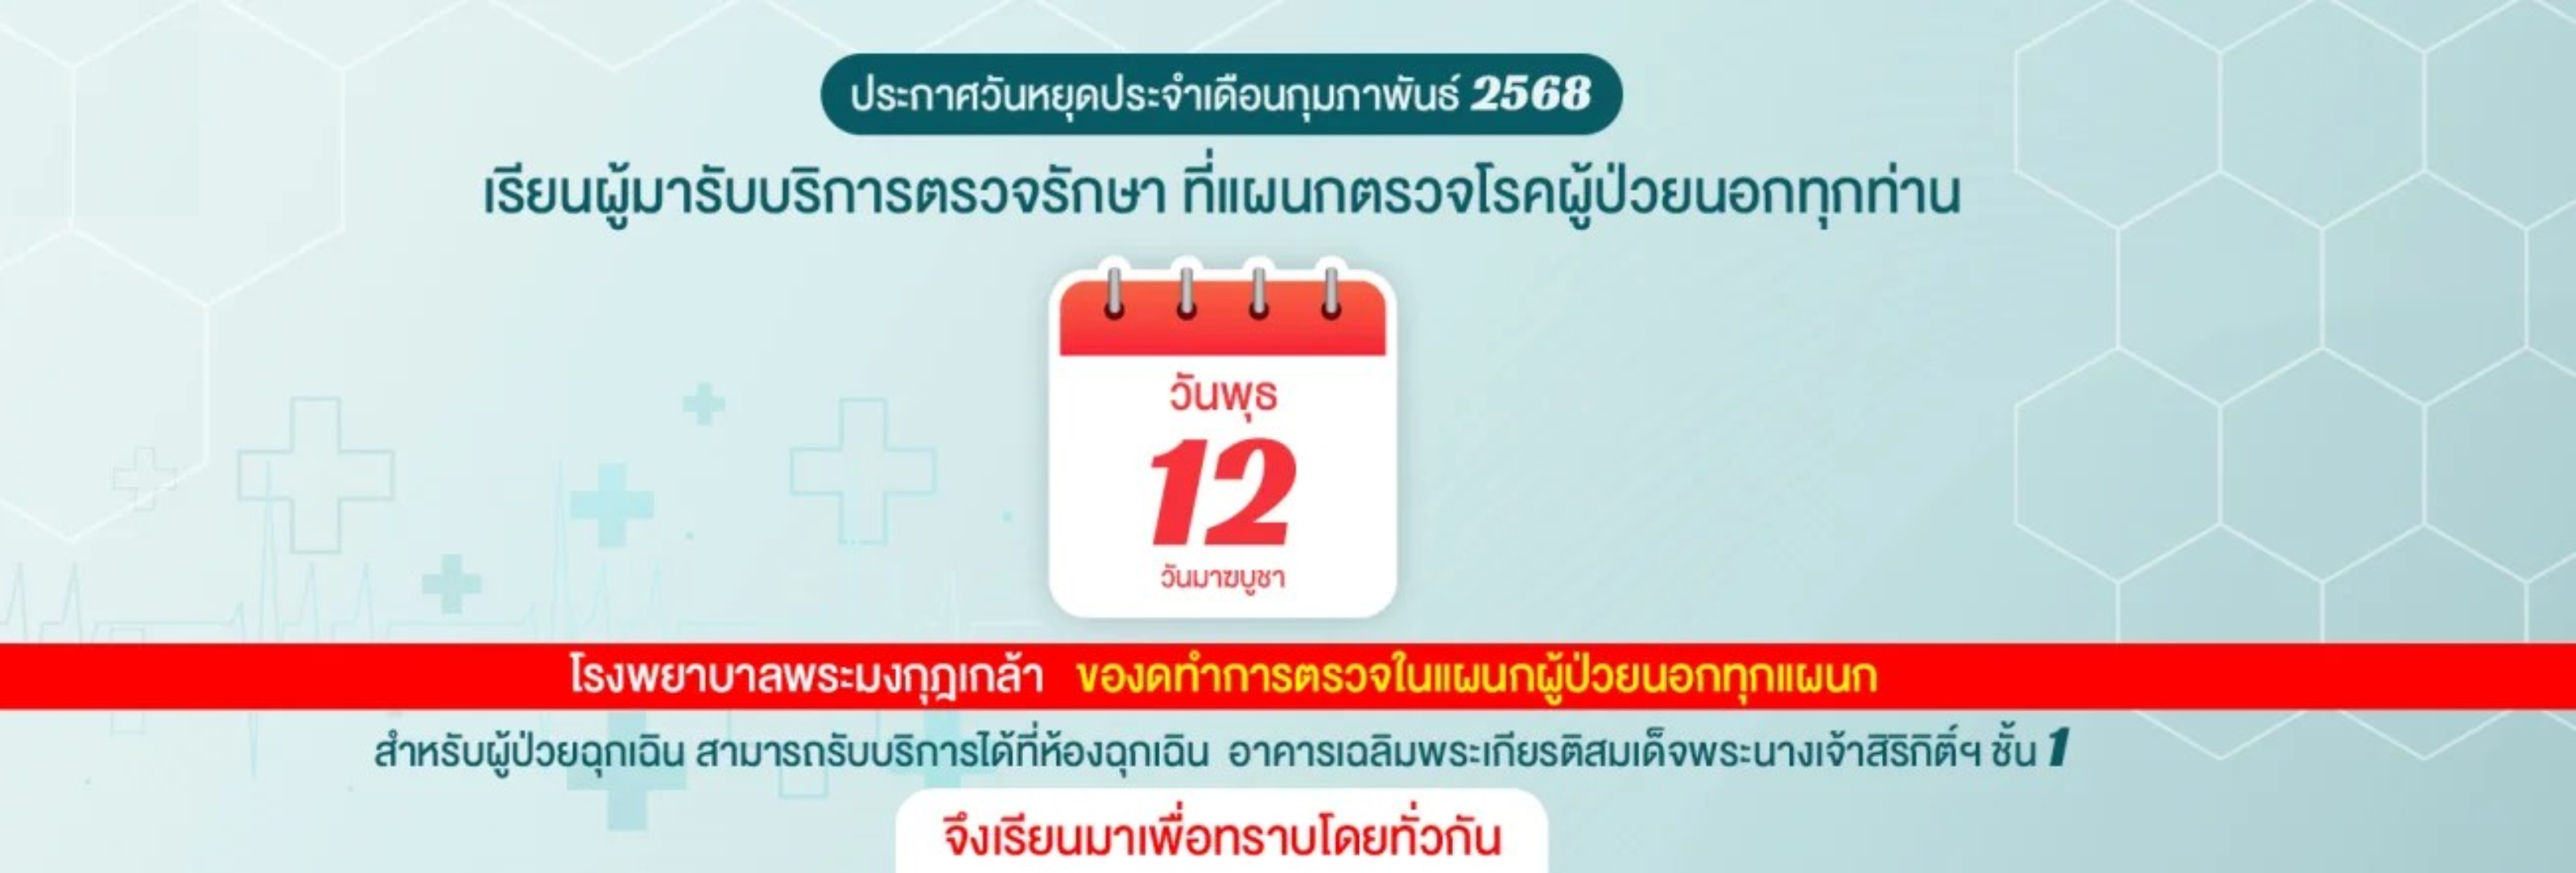 ประกาศวันหยุดประจำเดือนกุมภาพันธ์ 2568
เรียนผู้มารับบริการตรวจรักษา ที่แผนกตรวจโรคผู้ป่วยนอกทุกท่าน
วันพุธ
12
วันมาฆบูชา
โรงพยาบาลพระมงกุฎเกล้า ของดทำการตรวจในแผนกผู้ป่วยนอกทุกแผนก
สำหรับผู้ป่วยฉุกเฉิน สามารถรับบริการได้ที่ห้องฉุกเฉิน อาคารเฉลิมพระเกียรติสมเด็จพระนางเจ้าสิริกิติ์ฯ ชั้น 1
จึงเรียนมาเพื่อทราบโดยทั่วกัน